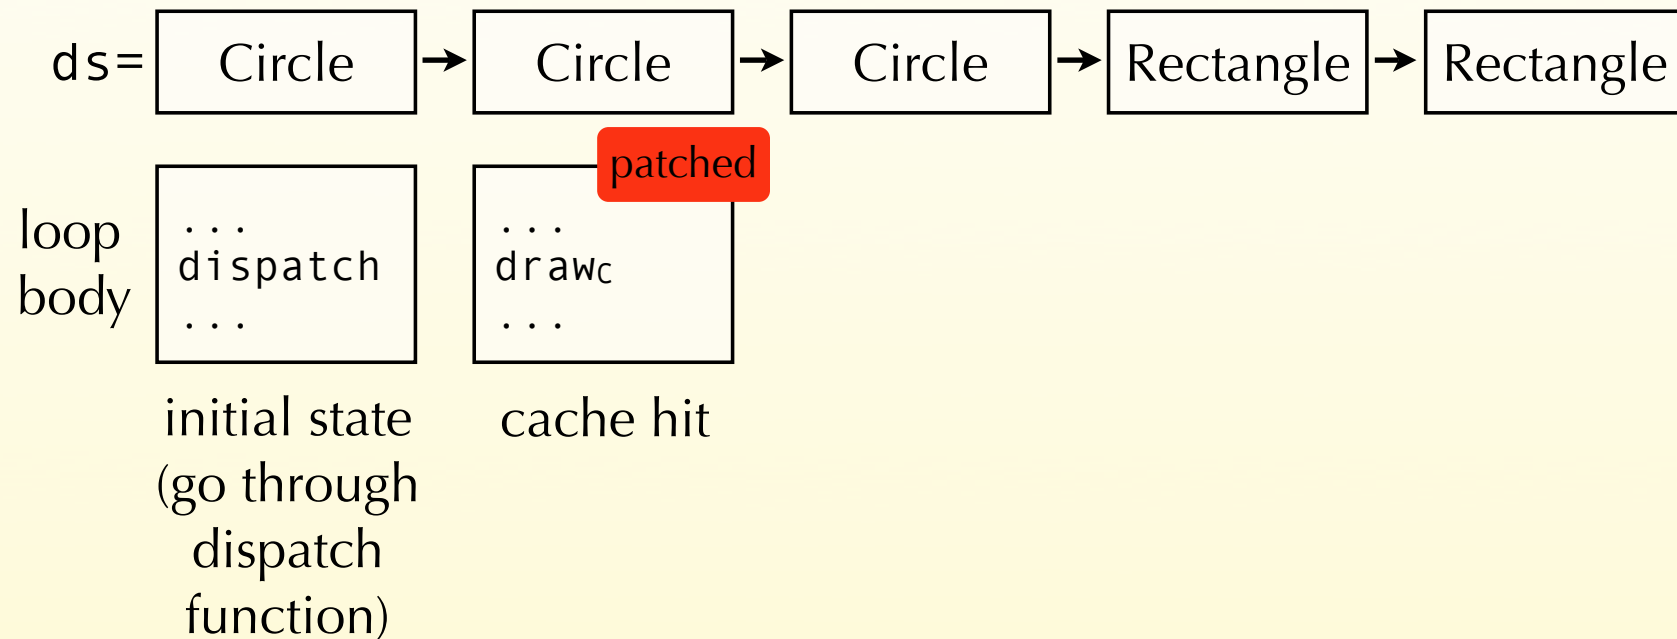 ds= Circle Circle Circle Rectangle Rectangle
patched
loop
body
...
dispatch
...
...
drawC
...
initial state
(go through
dispatch
function)
cache hit